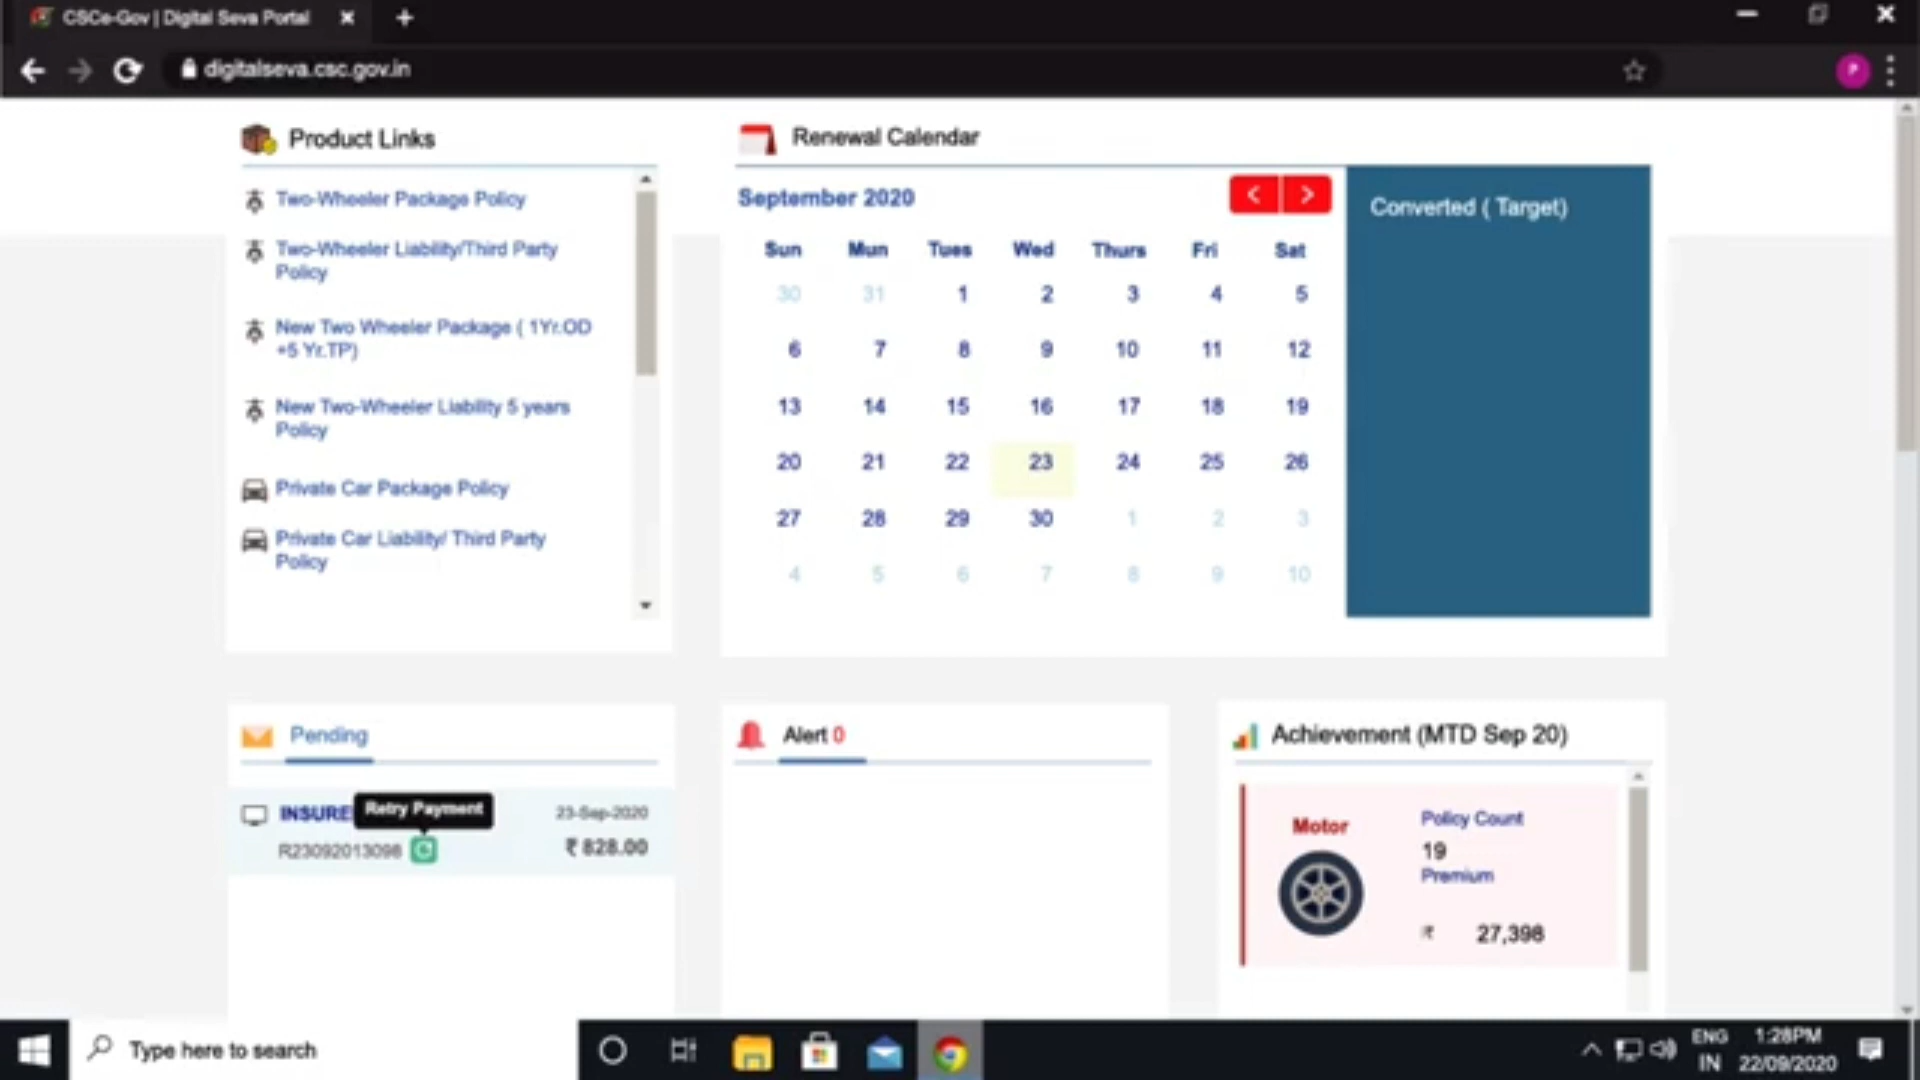 CSCe-Gov | Digital Seva Portal
digitalseva.csc.gov.in
P
Product Links
Two-Wheeler Package Policy
Two-Wheeler Liability/Third Party
Policy
New Two Wheeler Package ( 1Yr.OD
+5 Yr.TP)
New Two-Wheeler Liability 5 years
Policy
Private Car Package Policy
Private Car Liability/ Third Party
Policy
Renewal Calendar
September 2020
Sun Mun Tues Wed Thurs Fri Sat
30 31 1 2 3 4 5
6 7 8 9 10 11 12
13 14 15 16 17 18 19
20 21 22 23 24 25 26
27 28 29 30 1 2 3
4 5 6 7 8 9 10
Converted ( Target)
Pending
INSURE
Retry Payment
23-Sep-2020
R23092013098
₹ 828.00
Alert 0
Achievement (MTD Sep 20)
Motor
Policy Count
19
Premium
₹ 27,398
Type here to search
ENG
IN
1:28PM
22/09/2020